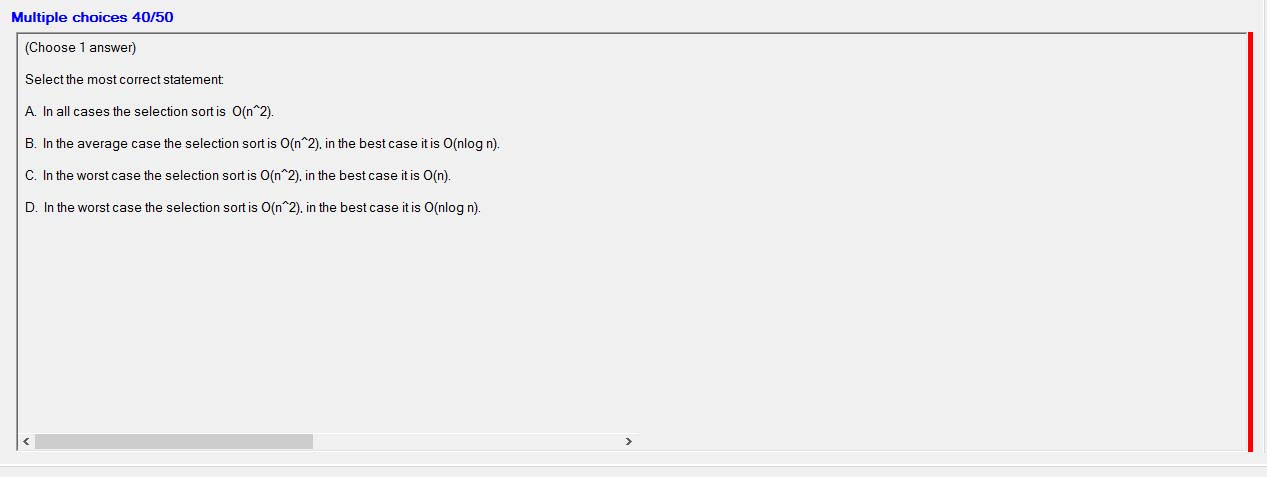 Multiple choices 40/50
(Choose 1 answer)
Select the most correct statement:
A. In all cases the selection sort is O(n^2).
B. In the average case the selection sort is O(n^2), in the best case it is O(nlog n).
C. In the worst case the selection sort is O(n^2), in the best case it is O(n).
D. In the worst case the selection sort is O(n^2), in the best case it is O(nlog n).